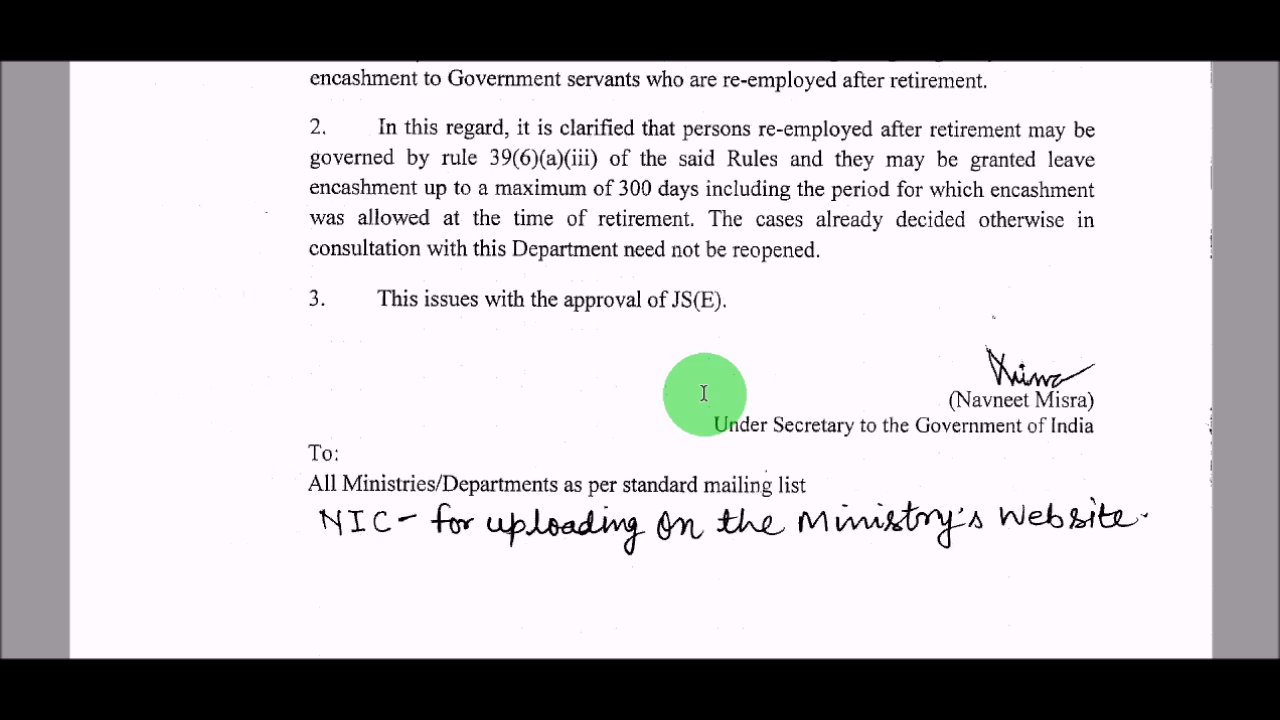 encashment to Government servants who are re-employed after retirement.
2. In this regard, it is clarified that persons re-employed after retirement may be
governed by rule 39(6)(a)(iii) of the said Rules and they may be granted leave
encashment up to a maximum of 300 days including the period for which encashment
was allowed at the time of retirement. The cases already decided otherwise in
consultation with this Department need not be reopened.
3. This issues with the approval of JS(E).
(Navneet Misra)
Under Secretary to the Government of India
To:
All Ministries/Departments as per standard mailing list
NIC - for uploading on the Ministry's Website.